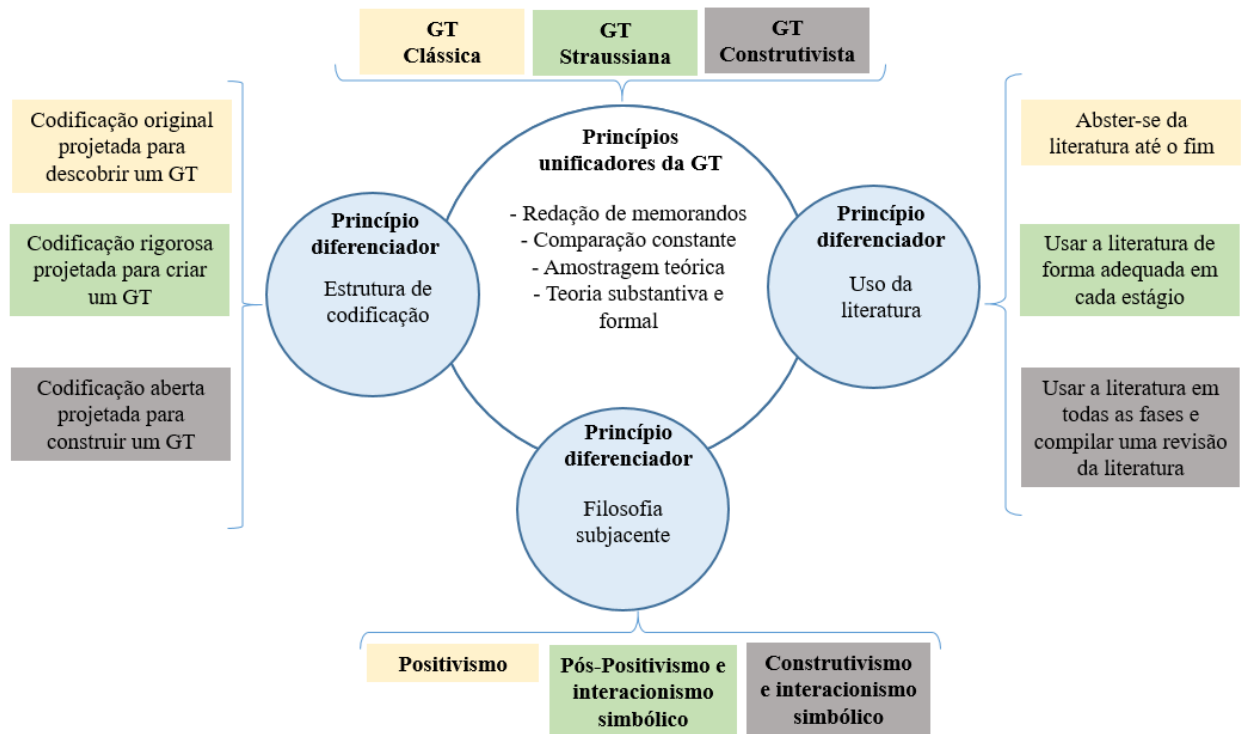 GT
Clássica
GT
Straussiana
GT
Construtivista
Codificação original
projetada para
descobrir um GT
Codificação rigorosa
projetada para criar
um GT
Codificação aberta
projetada para
construir um GT
Princípio
diferenciador
Estrutura de
codificação
Princípios
unificadores da GT
- Redação de memorandos
- Comparação constante
- Amostragem teórica
- Teoria substantiva e
formal
Princípio
diferenciador
Uso da
literatura
Abster-se da
literatura até o fim
Usar a literatura de
forma adequada em
cada estágio
Usar a literatura em
todas as fases e
compilar uma revisão
da literatura
Princípio
diferenciador
Filosofia
subjacente
Positivismo
Pós-Positivismo e
interacionismo
simbólico
Construtivismo
e interacionismo
simbólico